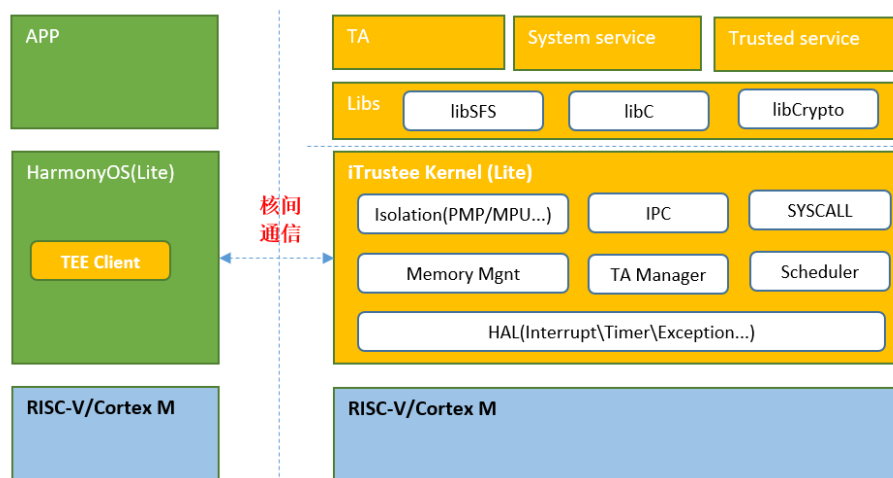 APP
TA
System service
Trusted service
Libs
libSFS
libC
libCrypto
HarmonyOS(Lite)
TEE Client
核间
通信
iTrustee Kernel (Lite)
Isolation(PMP/MPU...)
IPC
SYSCALL
Memory Mgnt
TA Manager
Scheduler
HAL(Interrupt\Timer\Exception...)
RISC-V/Cortex M
RISC-V/Cortex M